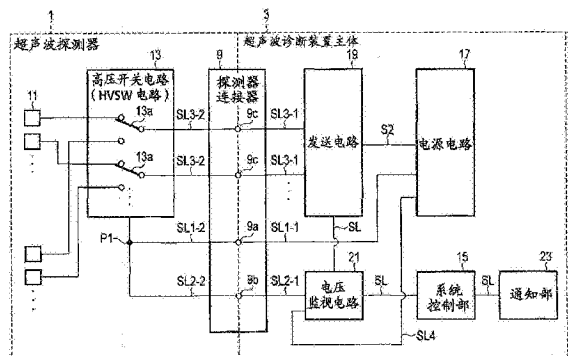 1
3
超声波探测器
超声波诊断装置主体
13
9
19
17
11
高压开关电路
(HVSW 电路)
探测器
连接器
13a
SL3-2
9c
SL3-1
发送电路
S2
电源电路
13a
SL3-2
9c
SL3-1
P1
SL1-2
9a
SL1-1
SL
21
15
23
SL2-2
9b
SL2-1
电压
监视电路
SL
系统
控制部
SL
通知部
SL4